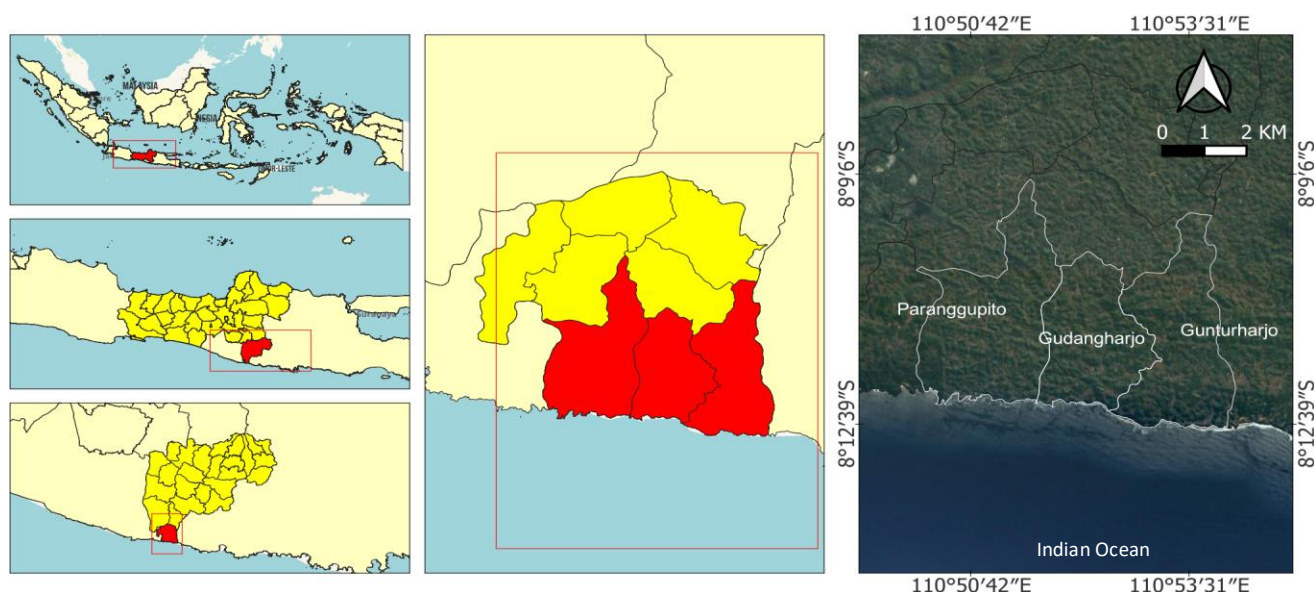 MALAYSIA
NESIA
OR-LESTE
110°50′42″E
110°53′31″E
0 1 2 KM
8°9′6″S
8°9′6″S
Paranggupito
Gudangharjo
Gunturharjo
8°12′39″S
8°12′39″S
Indian Ocean
110°50′42″E
110°53′31″E